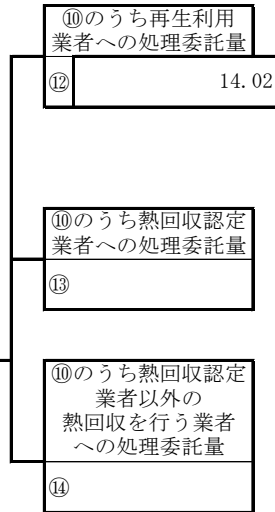 ⑩のうち再生利用
業者への処理委託量
⑫ 14.02
⑩のうち熱回収認定
業者への処理委託量
⑬
⑩のうち熱回収認定
業者以外の
熱回収を行う業者
への処理委託量
⑭